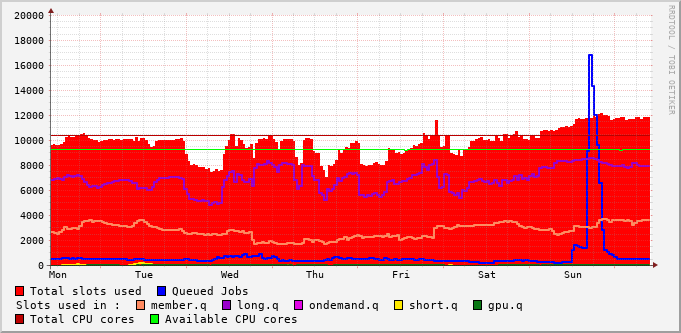 RRDTOOL / TOBI OETIKER
20000
18000
16000
14000
12000
10000
8000
6000
4000
2000
0
Mon Tue Wed Thu Fri Sat Sun
Total slots used Queued Jobs
Slots used in : member.q long.q ondemand.q short.q gpu.q
Total CPU cores Available CPU cores